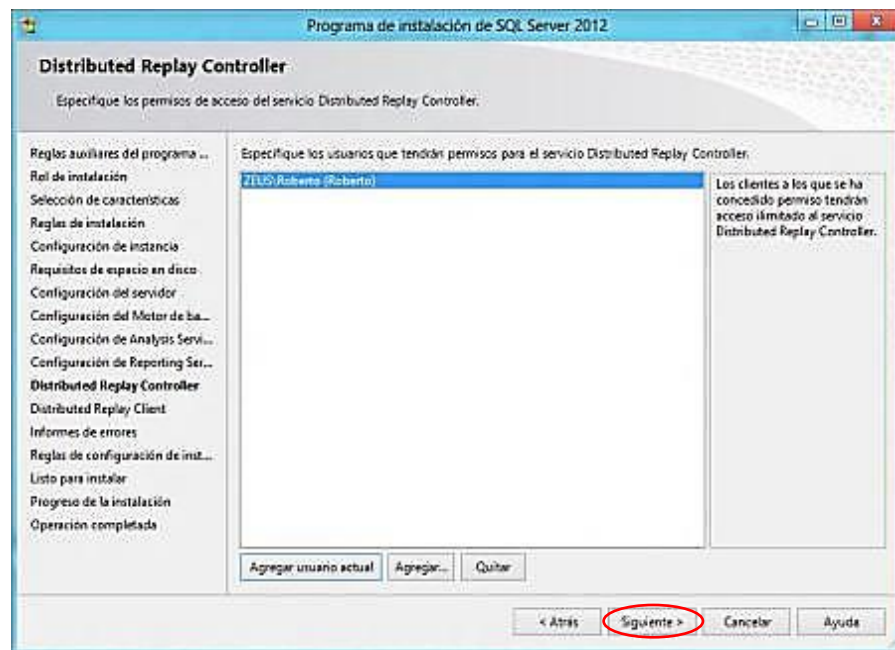 Programa de instalación de SQL Server 2012
Distributed Replay Controller
Especifique los permisos de acceso del servicio Distributed Replay Controller.
Reglas auxiliares del programa ...
Rol de instalación
Selección de características
Reglas de instalación
Configuración de instancia
Requisitos de espacio en disco
Configuración del servidor
Configuración del Motor de ba...
Configuración de Analysis Servi...
Configuración de Reporting Ser...
Distributed Replay Controller
Distributed Replay Client
Informes de errores
Reglas de configuración de inst...
Listo para instalar
Progreso de la instalación
Operación completada
Especifique los usuarios que tendrán permisos para el servicio Distributed Replay Controller.
ZEUS\Roberto (Roberto)
Los clientes a los que se ha
concedido permiso tendrán
acceso ilimitado al servicio
Distributed Replay Controller.
Agregar usuario actual
Agregar...
Quitar
< Atrás
Siguiente >
Cancelar
Ayuda